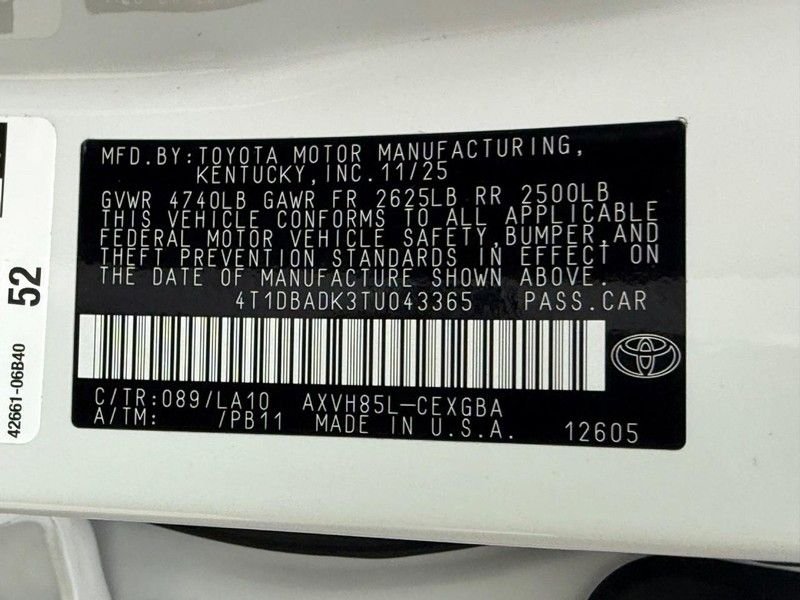 MFD.BY:TOYOTA MOTOR MANUFACTURING,
KENTUCKY,INC.11/25
GVWR 4740LB GAWR FR 2625LB RR 2500LB
THIS VEHICLE CONFORMS TO ALL APPLICABLE
FEDERAL MOTOR VEHICLE SAFETY,BUMPER,AND
THEFT PREVENTION STANDARDS IN EFFECT ON
THE DATE OF MANUFACTURE SHOWN ABOVE.
4T1DBADK3TU043365 PASS.CAR
C/TR:089/LA10 AXVH85L-CEXGBA
A/TM: /PB11 MADE IN U.S.A. 12605
52
42661-06B40